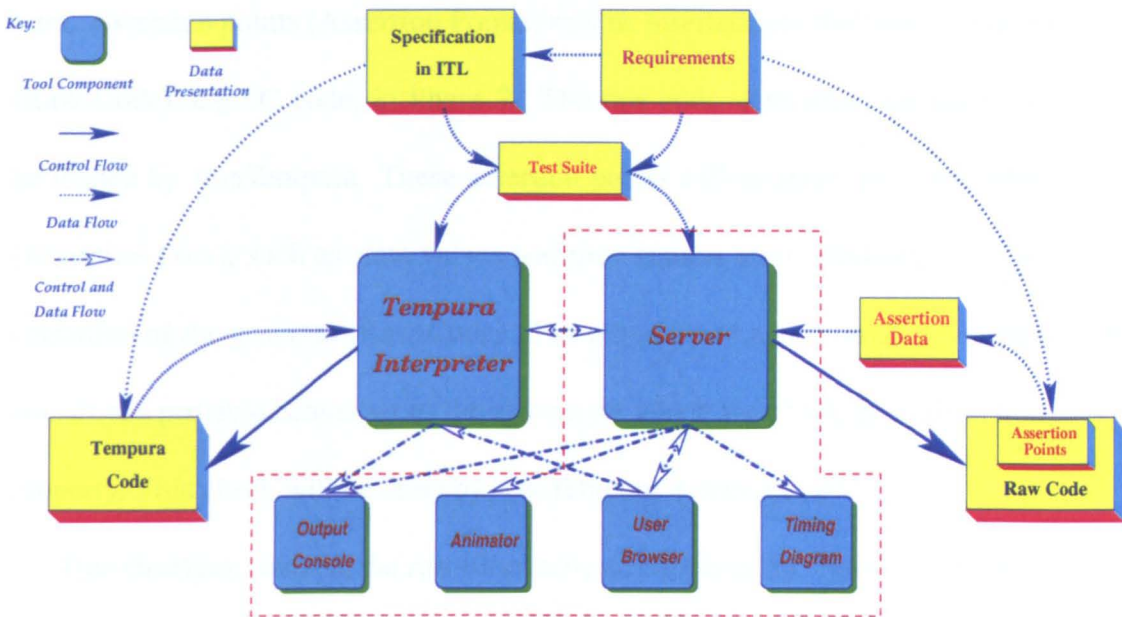 Key:
Tool Component
Data
Presentation
Control Flow
Data Flow
Control and
Data Flow
Specification
in ITL
Requirements
Test Suite
Tempura
Interpreter
Server
Assertion
Data
Tempura
Code
Assertion
Points
Raw Code
Output
Console
Animator
User
Browser
Timing
Diagram